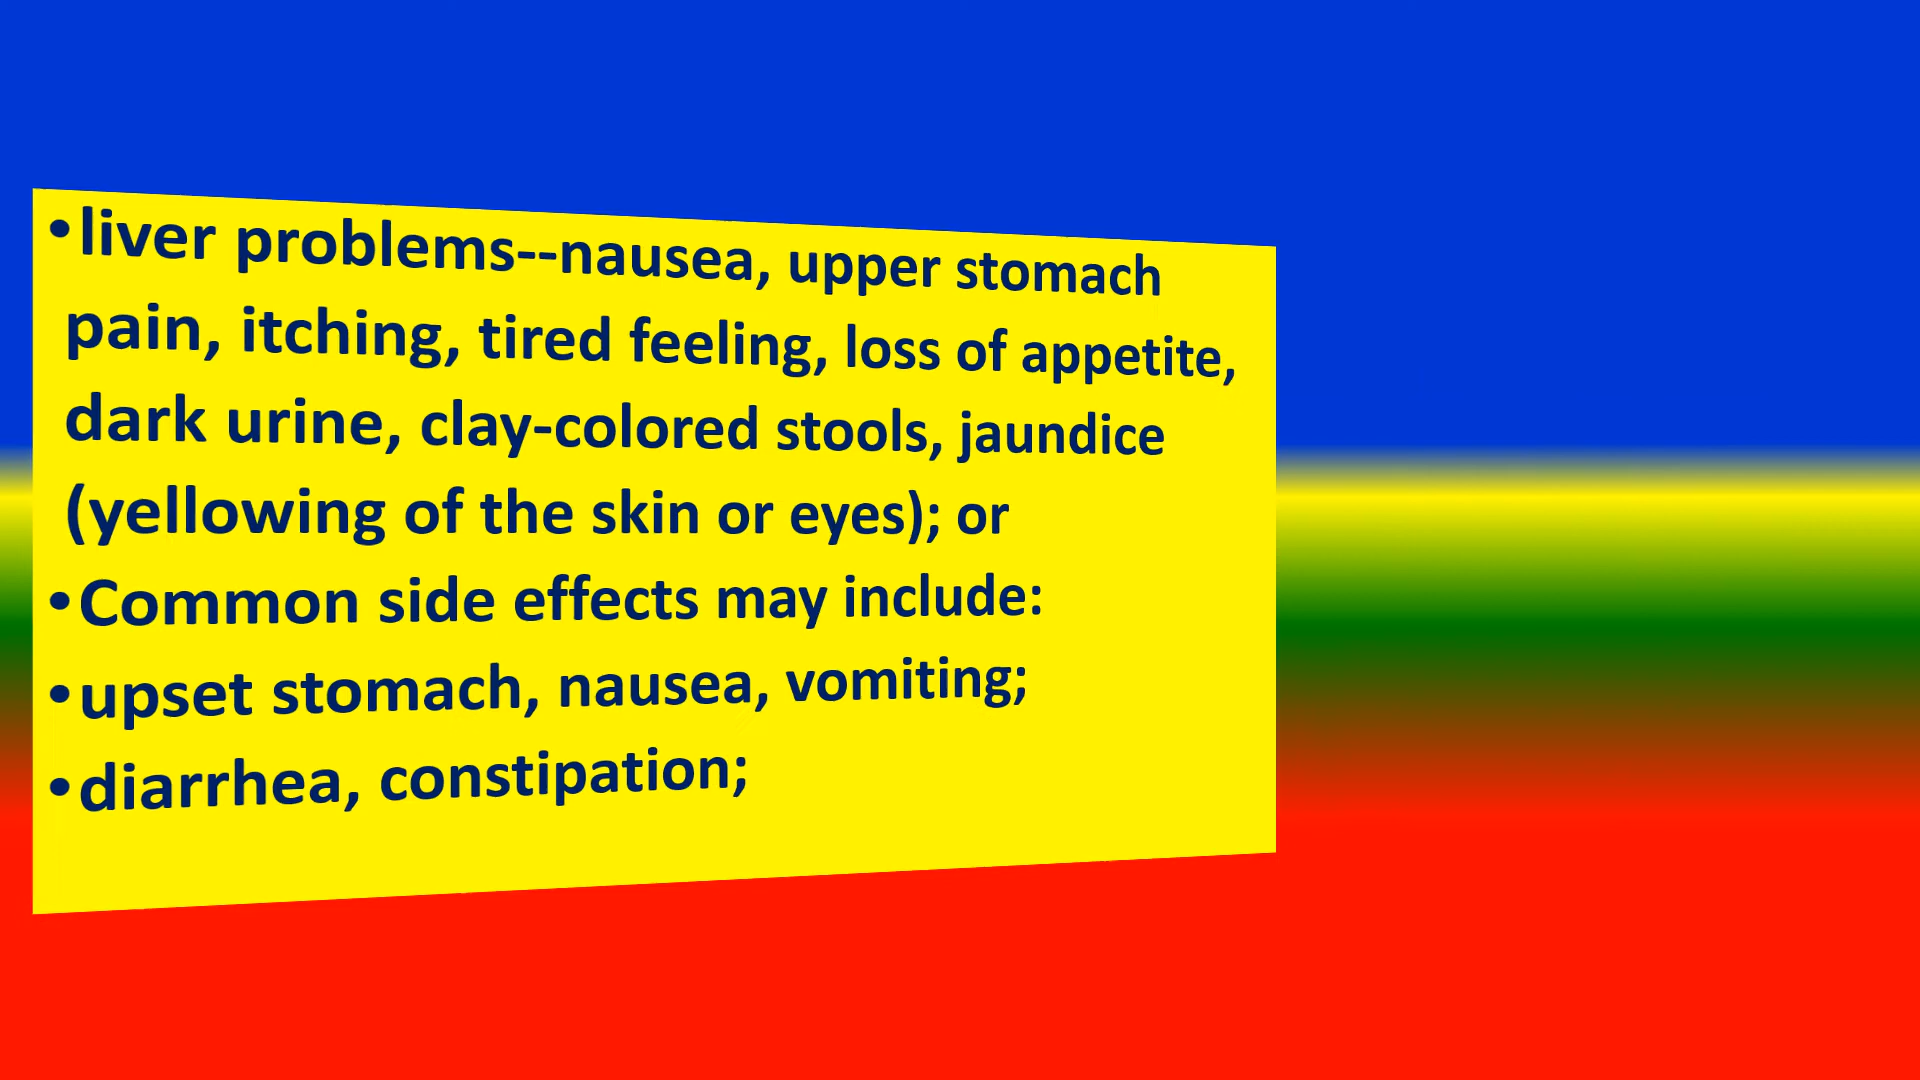 •liver problems--nausea, upper stomach
pain, itching, tired feeling, loss of appetite,
dark urine, clay-colored stools, jaundice
(yellowing of the skin or eyes); or
•Common side effects may include:
•upset stomach, nausea, vomiting;
•diarrhea, constipation;